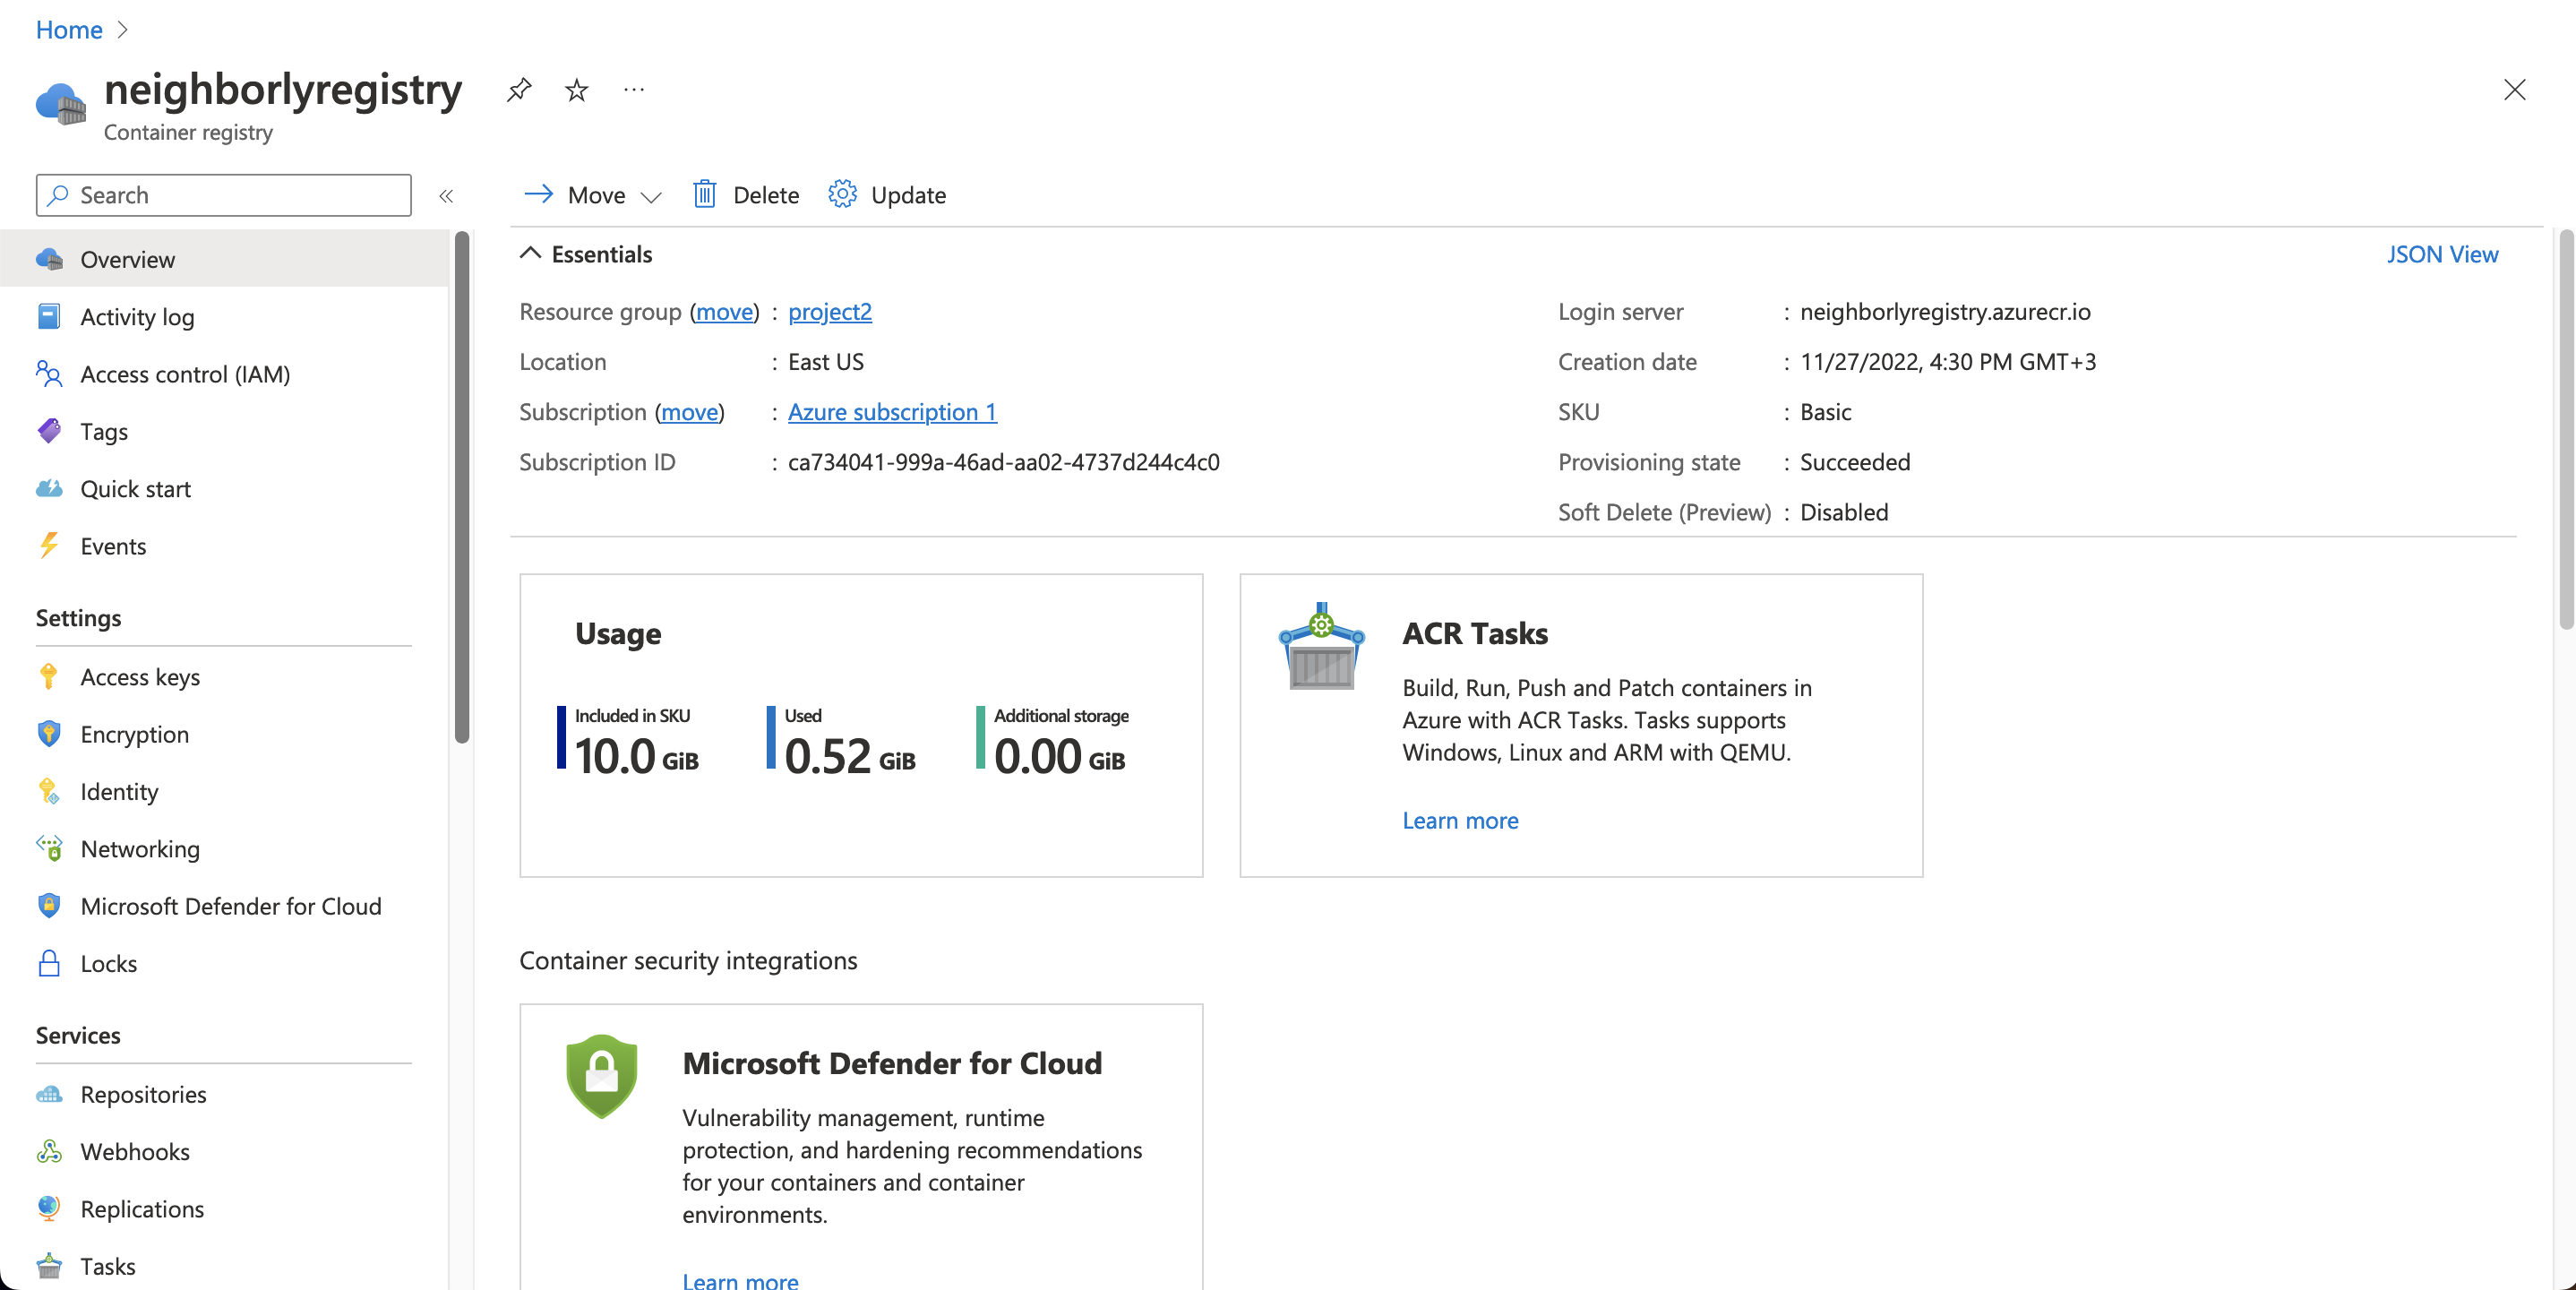 Home
neighborlyregistry
Container registry
Search
Move
Delete
Update
Overview
Activity log
Access control (IAM)
Tags
Quick start
Events
Settings
Access keys
Encryption
Identity
Networking
Microsoft Defender for Cloud
Locks
Services
Repositories
Webhooks
Replications
Tasks
Essentials
JSON View
Resource group (move) : project2
Location : East US
Subscription (move) : Azure subscription 1
Subscription ID : ca734041-999a-46ad-aa02-4737d244c4c0
Login server : neighborlyregistry.azurecr.io
Creation date : 11/27/2022, 4:30 PM GMT+3
SKU : Basic
Provisioning state : Succeeded
Soft Delete (Preview) : Disabled
Usage
Included in SKU
10.0 GiB
Used
0.52 GiB
Additional storage
0.00 GiB
ACR Tasks
Build, Run, Push and Patch containers in
Azure with ACR Tasks. Tasks supports
Windows, Linux and ARM with QEMU.
Learn more
Container security integrations
Microsoft Defender for Cloud
Vulnerability management, runtime
protection, and hardening recommendations
for your containers and container
environments.
Learn more